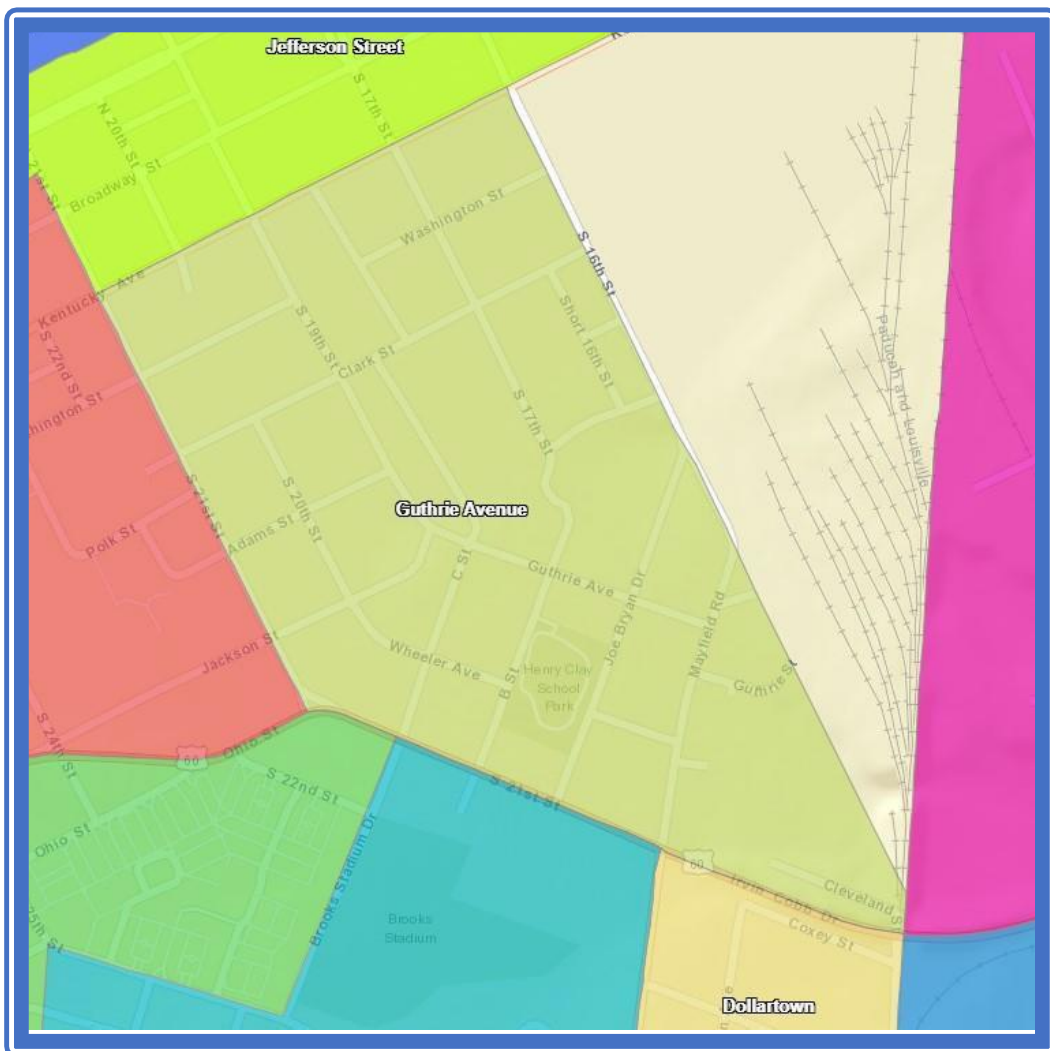 Jefferson Street
S 17th St
N 20th St
21st St
Broadway St
Washington St
Kentucky Ave
S 16th St
S 22nd St
S 19th St
Short 16th St
Paducah and Louisville
Clark St
hington St
S 17th St
S 21st St
S 20th St
Guthrie Avenue
Adams St
Polk St
C St
Guthrie Ave
Joe Bryan Dr
Mayfield Rd
Jackson St
Wheeler Ave
B St
Henry Clay
School
Park
Guthrie St
S 24th St
60
Ohio St
S 22nd St
S 21st St
Ohio St
Brooks Stadium Dr
60
Irvin Cobb Dr
Cleveland S
Brooks
Stadium
Coxey St
25th St
Dollartown